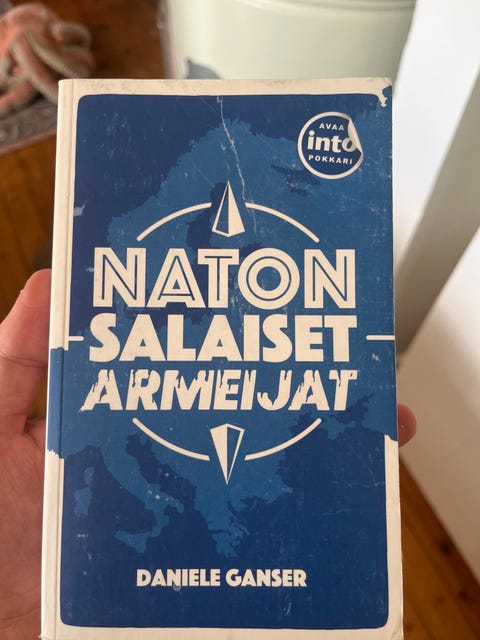 AVAA
into
POKKARI
NATON
SALAISET
ARMEIJAT
DANIELE GANSER